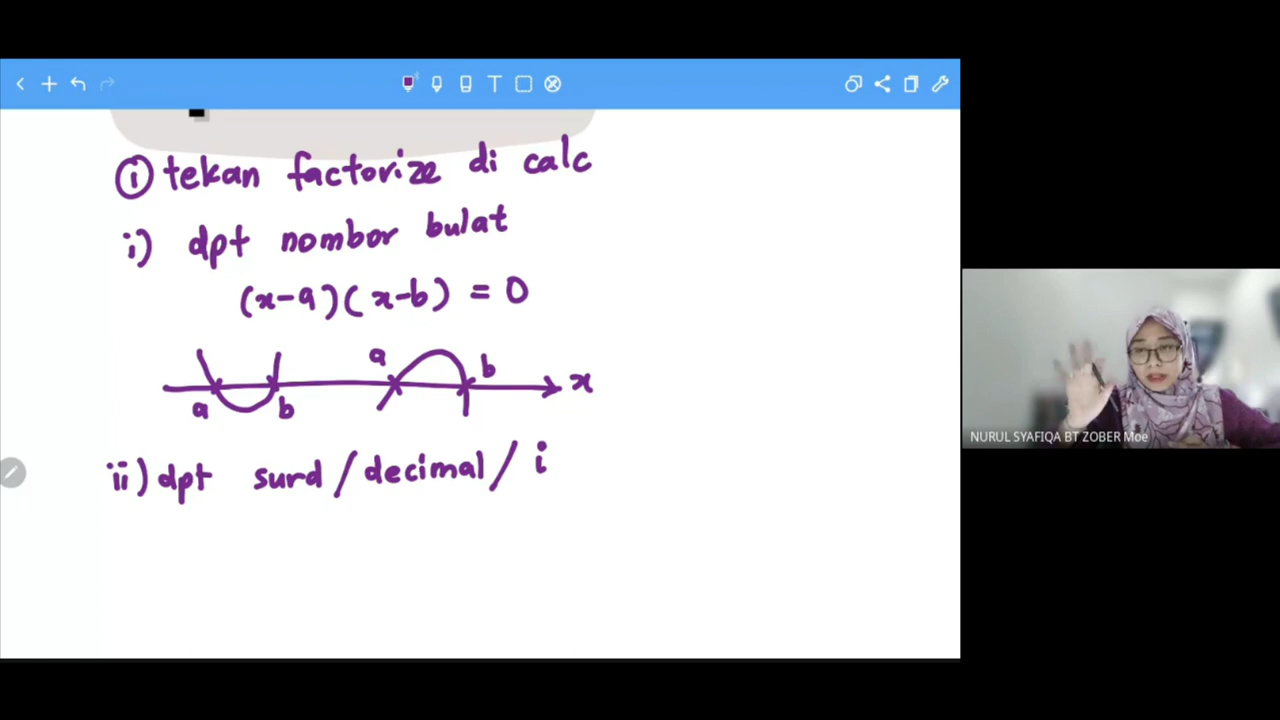 ① tekan factorize di calc
i) dpt nombor bulat
(x-a)(x-b) = 0
a b a b x
ii) dpt surd / decimal / i
NURUL SYAFIQA BT ZOBER Moe